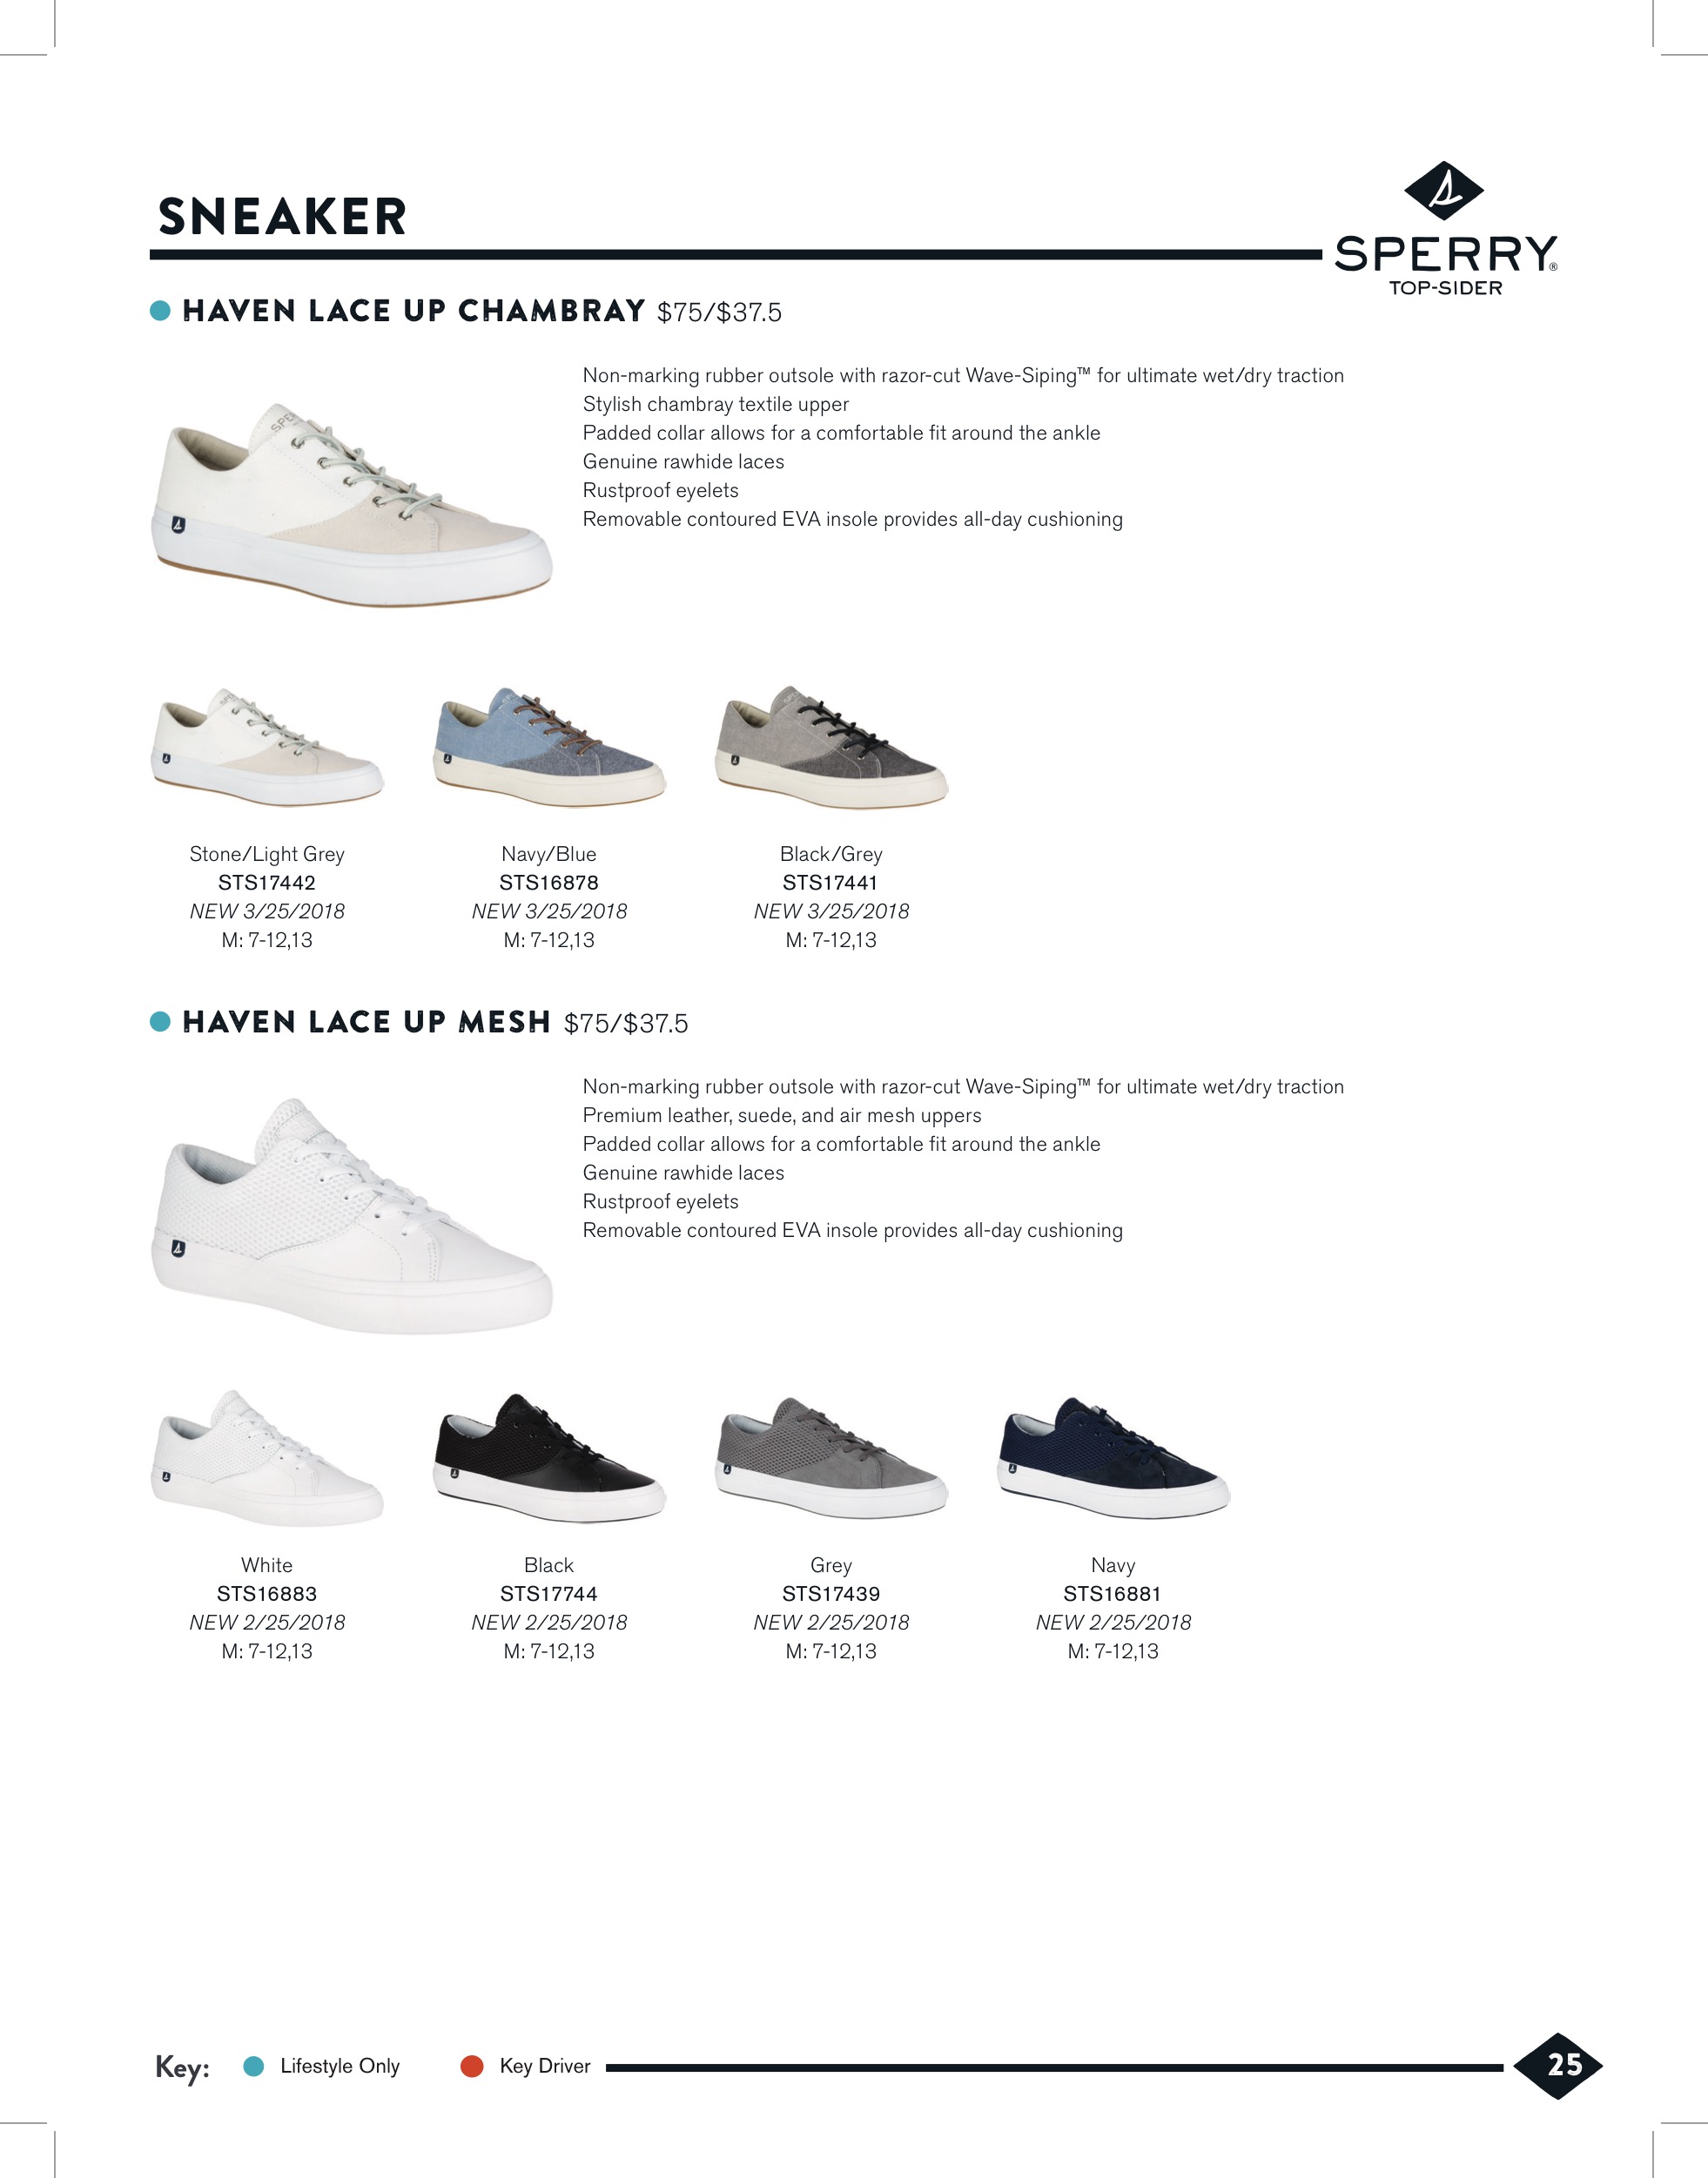 SNEAKER
SPERRY®
TOP-SIDER
HAVEN LACE UP CHAMBRAY $75/$37.5
Non-marking rubber outsole with razor-cut Wave-Siping™ for ultimate wet/dry traction
Stylish chambray textile upper
Padded collar allows for a comfortable fit around the ankle
Genuine rawhide laces
Rustproof eyelets
Removable contoured EVA insole provides all-day cushioning
Stone/Light Grey
STS17442
NEW 3/25/2018
M: 7-12,13
Navy/Blue
STS16878
NEW 3/25/2018
M: 7-12,13
Black/Grey
STS17441
NEW 3/25/2018
M: 7-12,13
HAVEN LACE UP MESH $75/$37.5
Non-marking rubber outsole with razor-cut Wave-Siping™ for ultimate wet/dry traction
Premium leather, suede, and air mesh uppers
Padded collar allows for a comfortable fit around the ankle
Genuine rawhide laces
Rustproof eyelets
Removable contoured EVA insole provides all-day cushioning
White
STS16883
NEW 2/25/2018
M: 7-12,13
Black
STS17744
NEW 2/25/2018
M: 7-12,13
Grey
STS17439
NEW 2/25/2018
M: 7-12,13
Navy
STS16881
NEW 2/25/2018
M: 7-12,13
Key: Lifestyle Only Key Driver
25